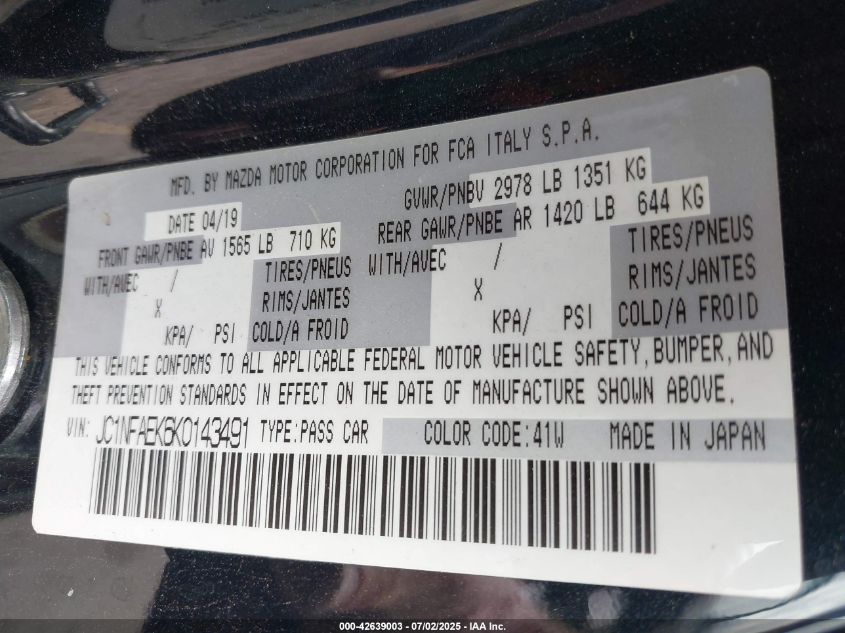 MFD. BY MAZDA MOTOR CORPORATION FOR FCA ITALY S.P.A.
DATE 04/19 GVWR/PNBV 2978 LB 1351 KG
FRONT GAWR/PNBE AV 1565 LB 710 KG REAR GAWR/PNBE AR 1420 LB 644 KG
WITH/AVEC / TIRES/PNEUS WITH/AVEC / TIRES/PNEUS
X RIMS/JANTES X RIMS/JANTES
KPA/ PSI COLD/A FROID KPA/ PSI COLD/A FROID
THIS VEHICLE CONFORMS TO ALL APPLICABLE FEDERAL MOTOR VEHICLE SAFETY, BUMPER, AND
THEFT PREVENTION STANDARDS IN EFFECT ON THE DATE OF MANUFACTURE SHOWN ABOVE.
VIN: JC1NFAEK6K0143491 TYPE:PASS CAR COLOR CODE:41W MADE IN JAPAN
000-42639003 - 07/02/2025 - IAA Inc.